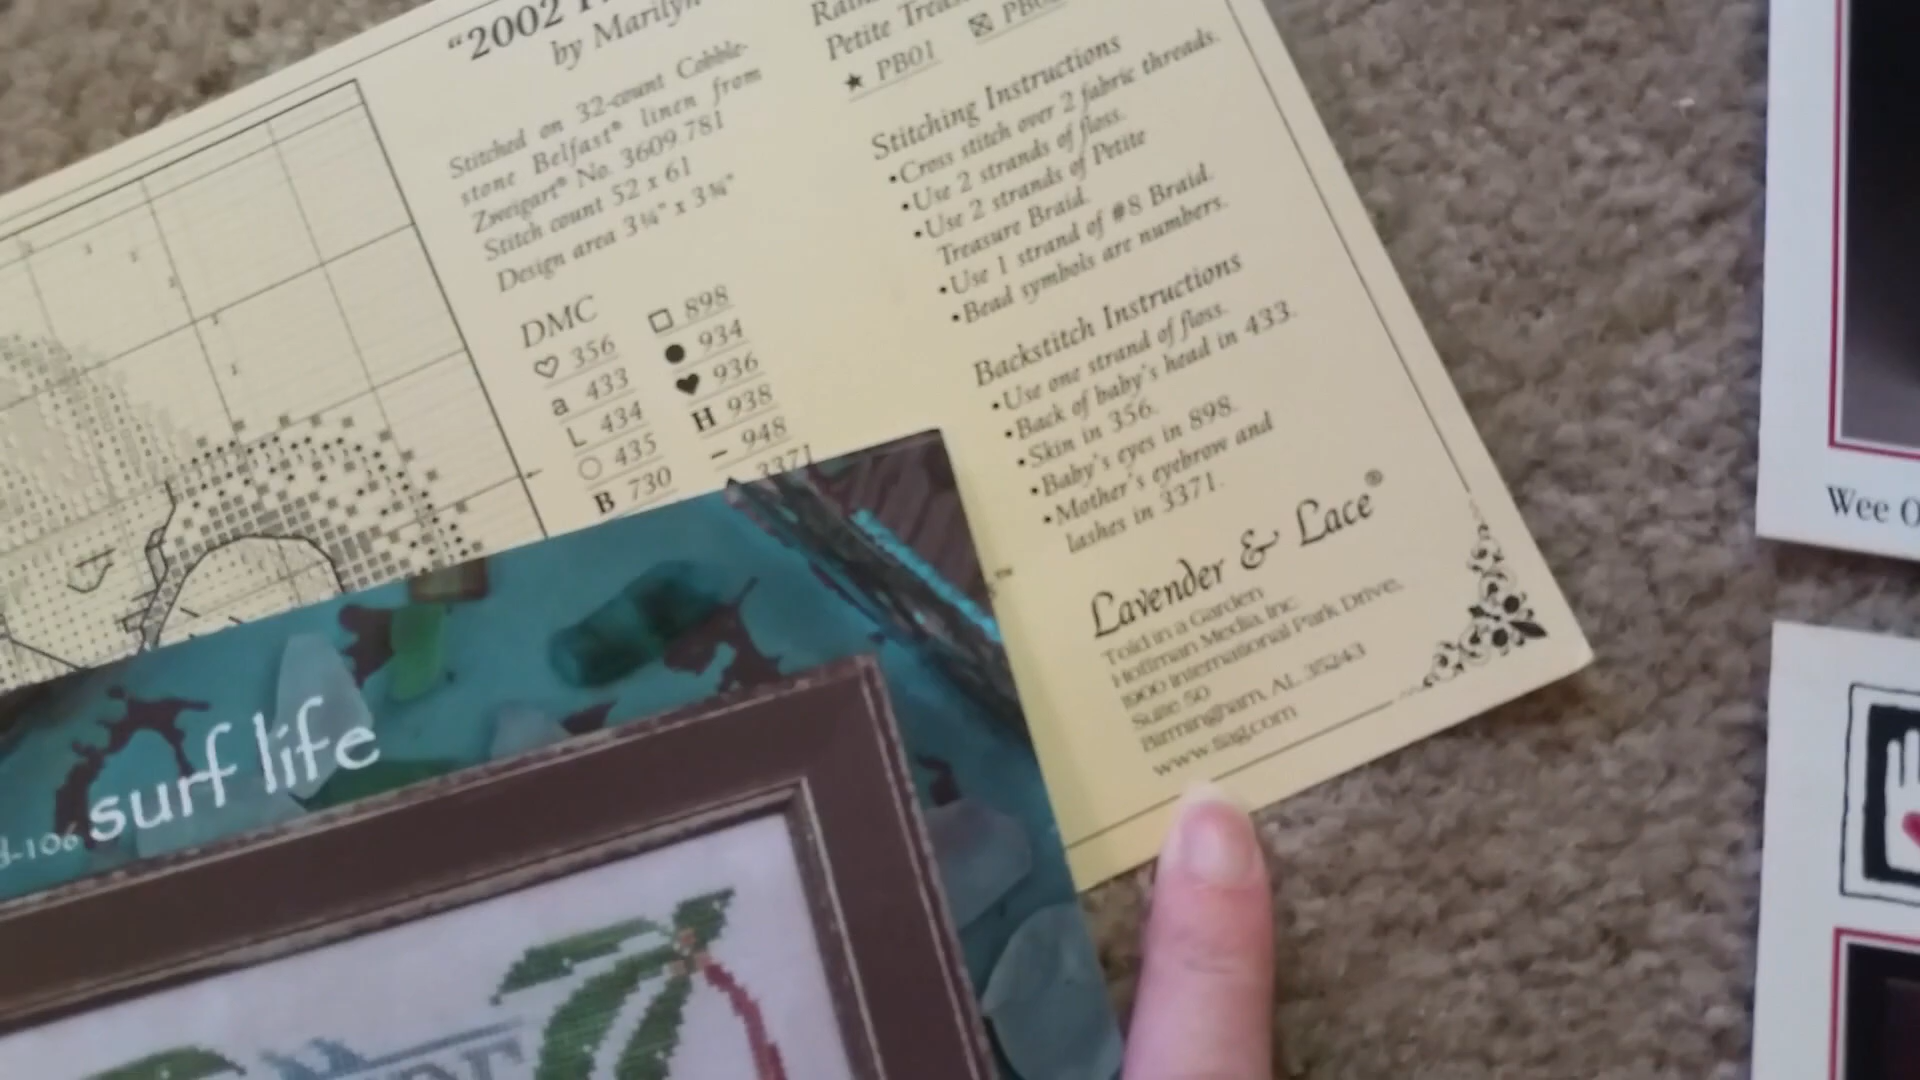 "2002
by Marilyn
Stitched on 32-count Cobble-
stone Belfast® linen from
Zweigart® No. 3609.781
Stitch count 52 x 61
Design area 3¼" x 3¾"
DMC
♡ 356
a 433
L 434
○ 435
B 730
□ 898
● 934
♥ 936
H 938
– 948
3371
Petite
★ PB01
Stitching Instructions
•Cross stitch over 2 fabric threads.
•Use 2 strands of floss.
•Use 2 strands of Petite
Treasure Braid.
•Use 1 strand of #8 Braid.
•Bead symbols are numbers.
Backstitch Instructions
•Use one strand of floss.
•Back of baby's head in 433.
•Skin in 356.
•Baby's eyes in 898.
•Mother's eyebrow and
lashes in 3371.
Lavender & Lace®
Told in a Garden
Hoffman Media, Inc.
1900 International Park Drive,
Suite 50
Birmingham, AL 35243
www.tiag.com
surf life
-106
Wee